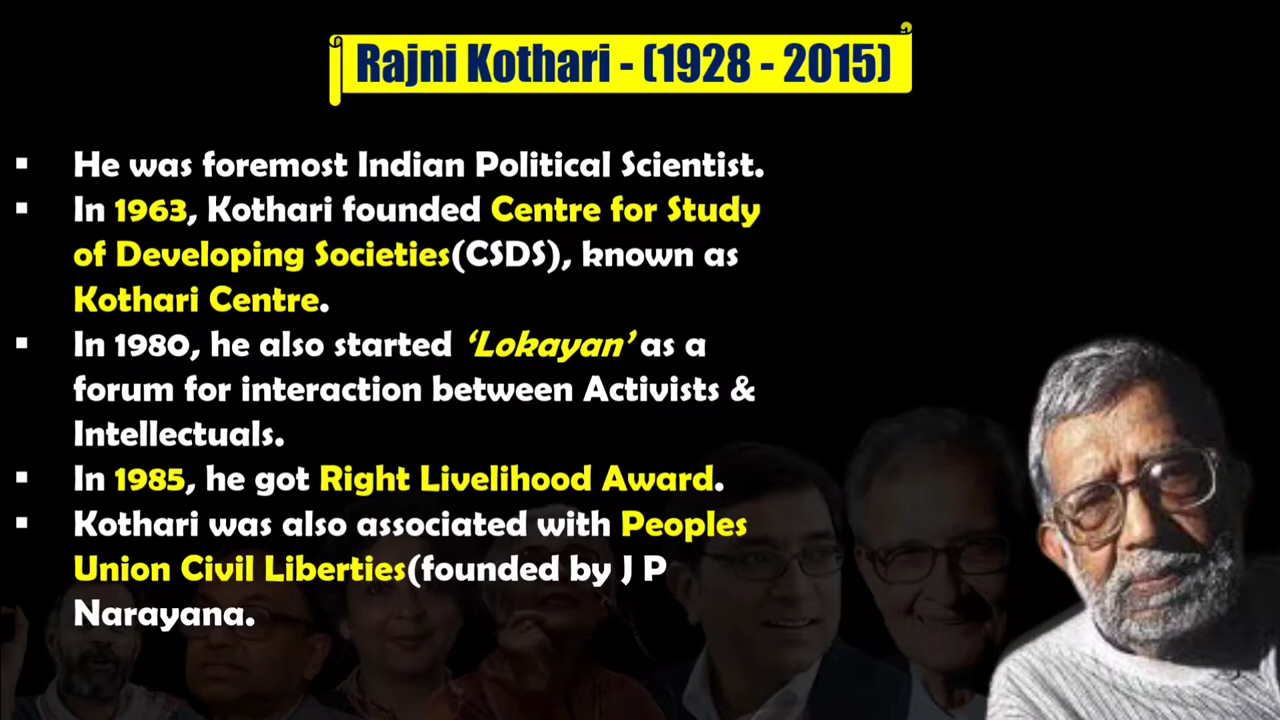 Rajni Kothari - (1928 - 2015)
▪ He was foremost Indian Political Scientist.
▪ In 1963, Kothari founded Centre for Study
of Developing Societies(CSDS), known as
Kothari Centre.
▪ In 1980, he also started ‘Lokayan’ as a
forum for interaction between Activists &
Intellectuals.
▪ In 1985, he got Right Livelihood Award.
▪ Kothari was also associated with Peoples
Union Civil Liberties(founded by J P
Narayana.